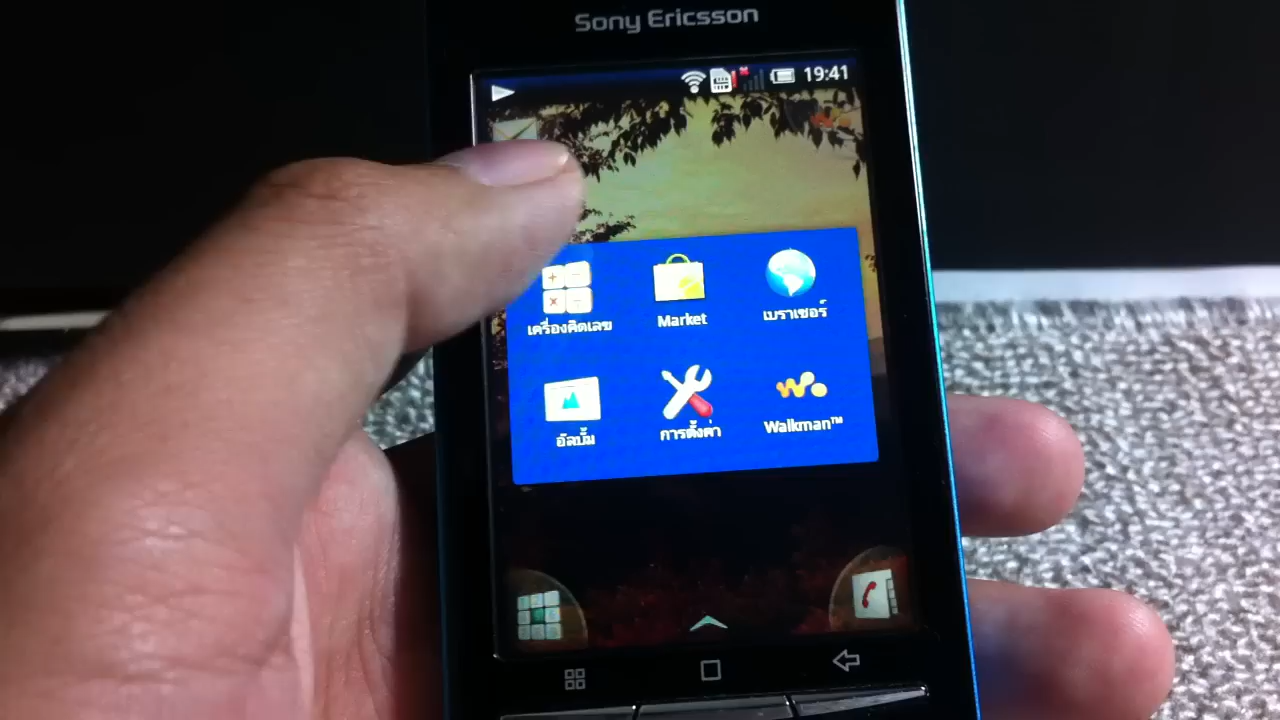 Sony Ericsson
19:41
เครื่องคิดเลข
Market
เบราเซอร์
อัลบั้ม
การตั้งค่า
Walkman™